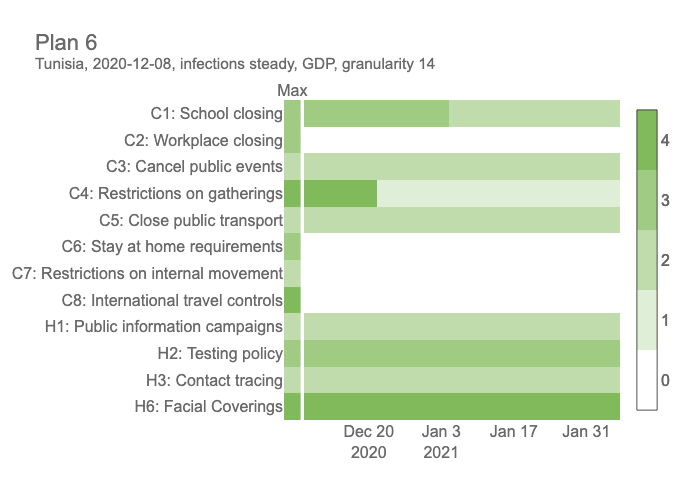 Plan 6
Tunisia, 2020-12-08, infections steady, GDP, granularity 14
Max
C1: School closing
C2: Workplace closing
C3: Cancel public events
C4: Restrictions on gatherings
C5: Close public transport
C6: Stay at home requirements
C7: Restrictions on internal movement
C8: International travel controls
H1: Public information campaigns
H2: Testing policy
H3: Contact tracing
H6: Facial Coverings
Dec 20 Jan 3 Jan 17 Jan 31
2020 2021
4
3
2
1
0